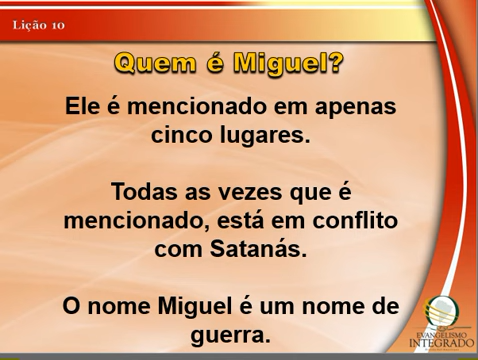 Lição 10
Quem é Miguel?
Ele é mencionado em apenas
cinco lugares.
Todas as vezes que é
mencionado, está em conflito
com Satanás.
O nome Miguel é um nome de
guerra.
EVANGELISMO
INTEGRADO